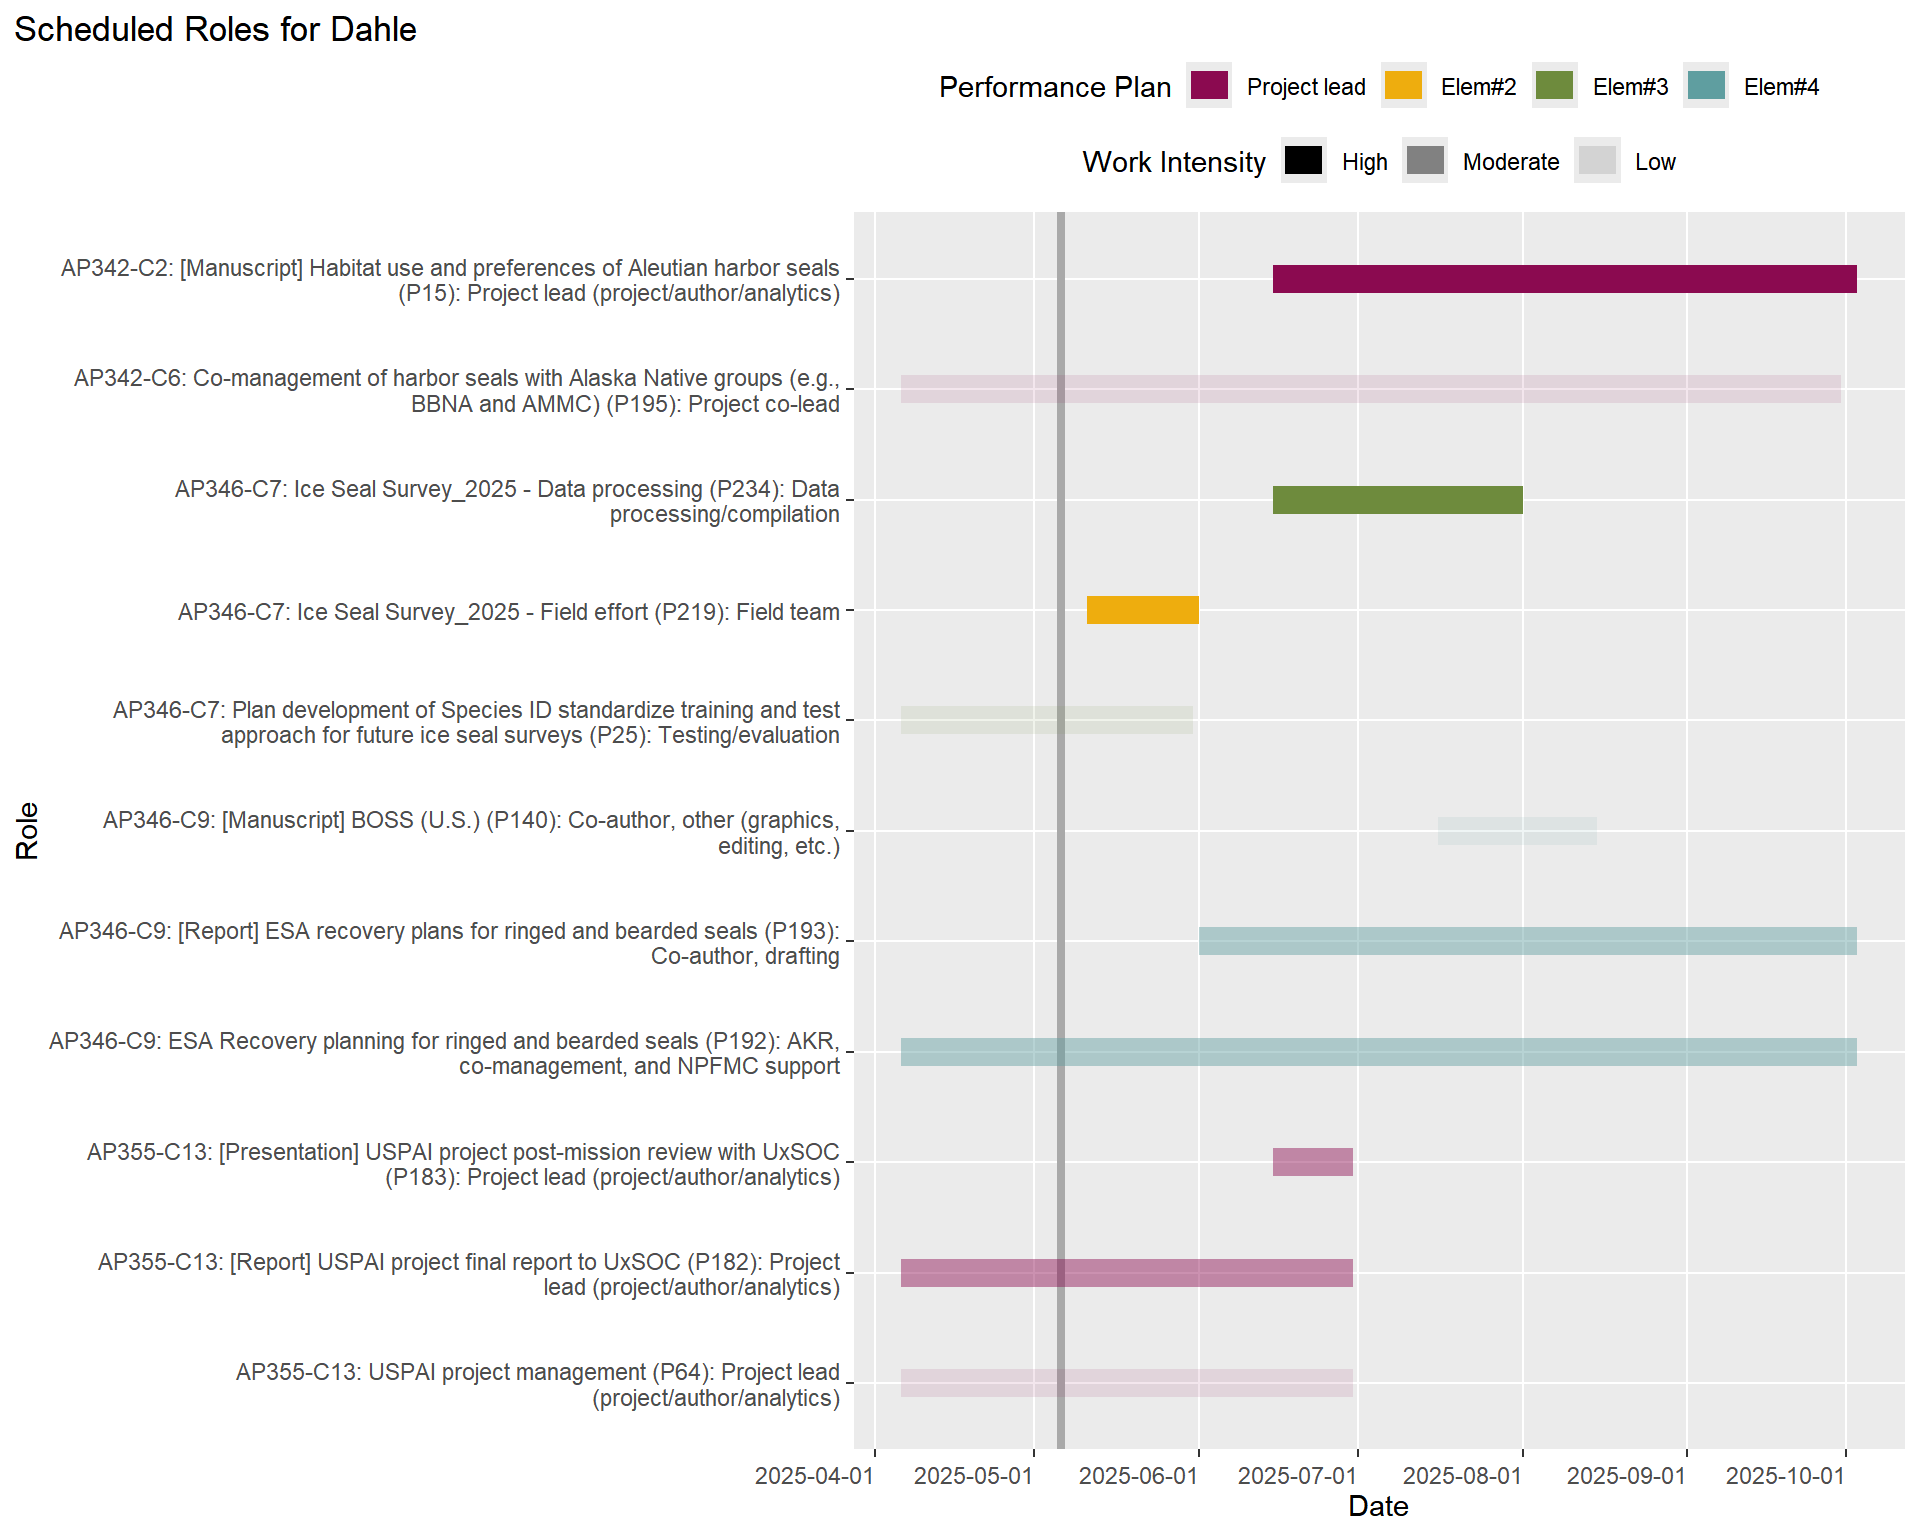 Scheduled Roles for Dahle
Performance Plan Project lead Elem#2 Elem#3 Elem#4
Work Intensity High Moderate Low
AP342-C2: [Manuscript] Habitat use and preferences of Aleutian harbor seals
(P15): Project lead (project/author/analytics)
AP342-C6: Co-management of harbor seals with Alaska Native groups (e.g.,
BBNA and AMMC) (P195): Project co-lead
AP346-C7: Ice Seal Survey_2025 - Data processing (P234): Data
processing/compilation
AP346-C7: Ice Seal Survey_2025 - Field effort (P219): Field team
AP346-C7: Plan development of Species ID standardize training and test
approach for future ice seal surveys (P25): Testing/evaluation
AP346-C9: [Manuscript] BOSS (U.S.) (P140): Co-author, other (graphics,
editing, etc.)
AP346-C9: [Report] ESA recovery plans for ringed and bearded seals (P193):
Co-author, drafting
AP346-C9: ESA Recovery planning for ringed and bearded seals (P192): AKR,
co-management, and NPFMC support
AP355-C13: [Presentation] USPAI project post-mission review with UxSOC
(P183): Project lead (project/author/analytics)
AP355-C13: [Report] USPAI project final report to UxSOC (P182): Project
lead (project/author/analytics)
AP355-C13: USPAI project management (P64): Project lead
(project/author/analytics)
Role
2025-04-01 2025-05-01 2025-06-01 2025-07-01 2025-08-01 2025-09-01 2025-10-01
Date